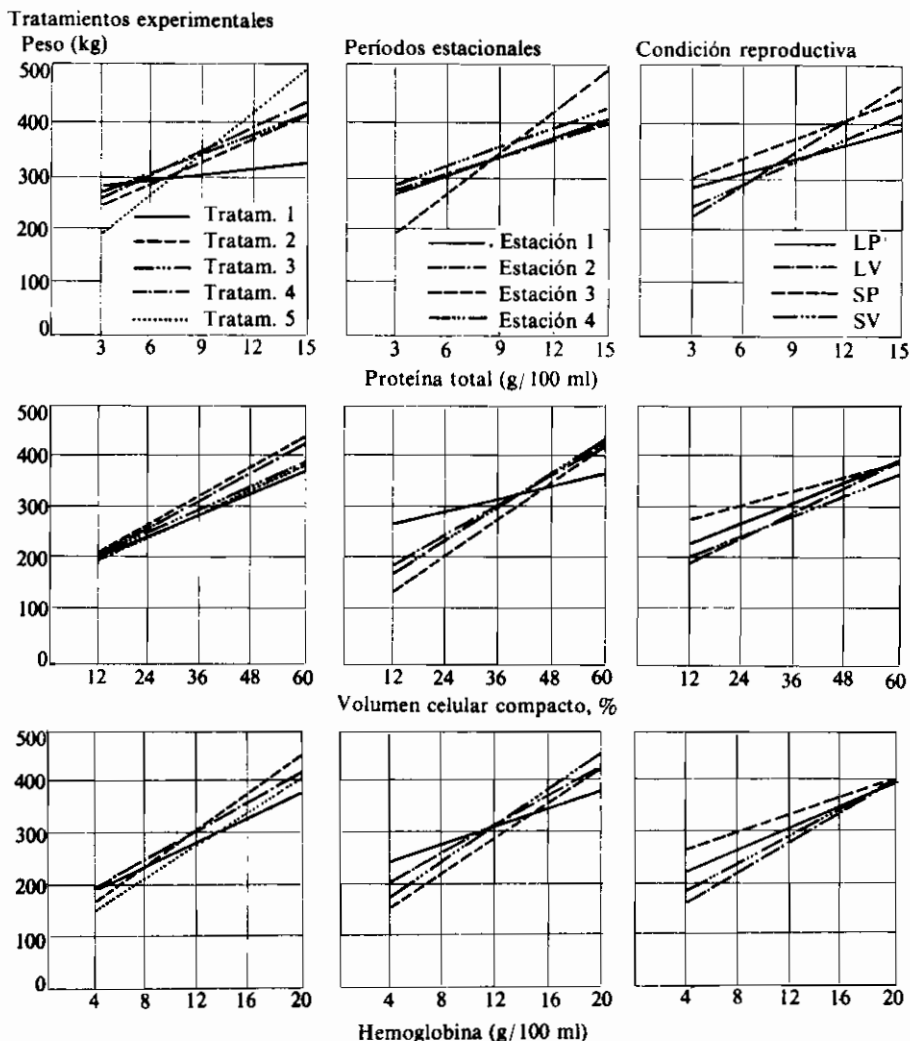 Tratamientos experimentales
Peso (kg)
Períodos estacionales
Condición reproductiva
500
400
300
200
100
0
Tratam. 1
Tratam. 2
Tratam. 3
Tratam. 4
Tratam. 5
Estación 1
Estación 2
Estación 3
Estación 4
LP
LV
SP
SV
3 6 9 12 15
3 6 9 12 15
3 6 9 12 15
Proteína total (g/100 ml)
500
400
300
200
100
0
12 24 36 48 60
12 24 36 48 60
12 24 36 48 60
Volumen celular compacto, %
500
400
300
200
100
0
4 8 12 16 20
4 8 12 16 20
4 8 12 16 20
Hemoglobina (g/100 ml)